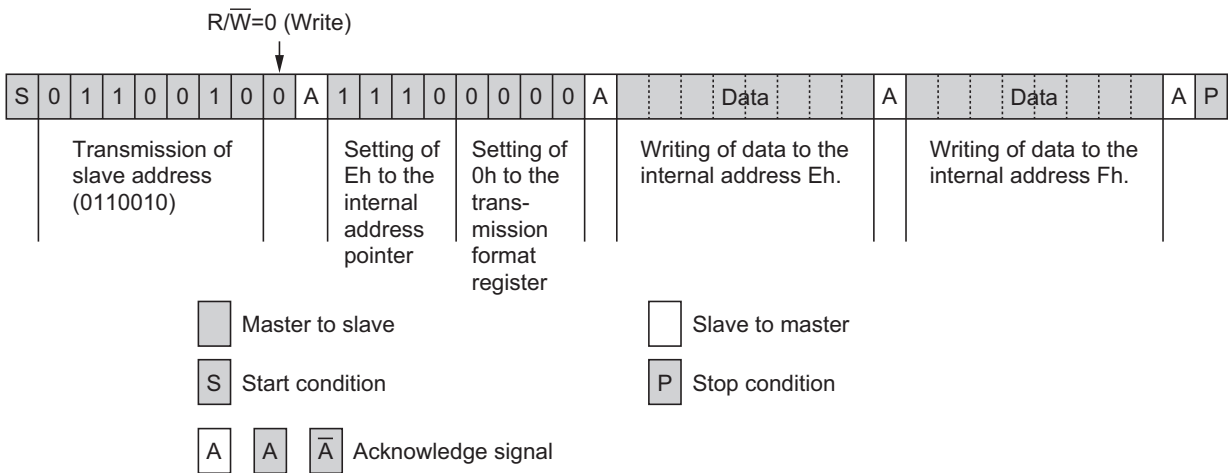 R/W̅=0 (Write)
S 0 1 1 0 0 1 0 0 A 1 1 1 0 0 0 0 0 A Data A Data A P
Transmission of
slave address
(0110010)
Setting of
Eh to the
internal
address
pointer
Setting of
0h to the
trans-
mission
format
register
Writing of data to the
internal address Eh.
Writing of data to the
internal address Fh.
Master to slave
Slave to master
S Start condition
P Stop condition
A A A̅ Acknowledge signal